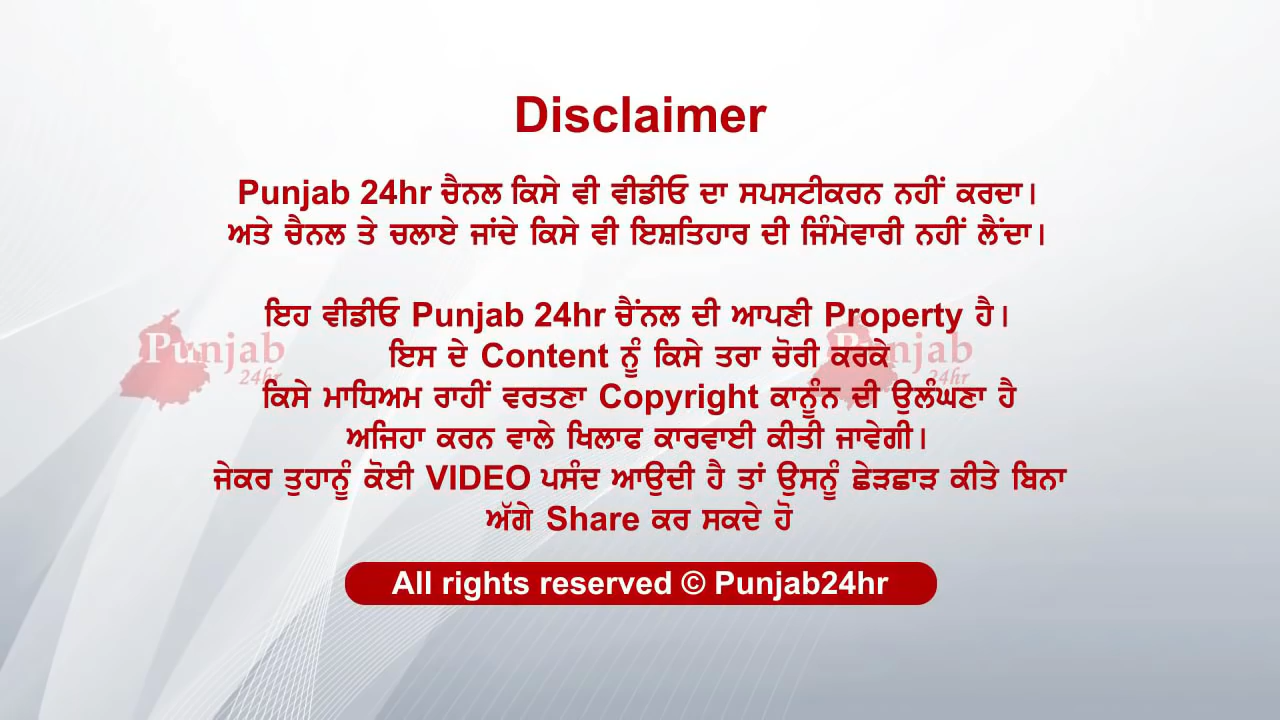 Disclaimer
Punjab 24hr ਚੈਨਲ ਕਿਸੇ ਵੀ ਵੀਡੀਓ ਦਾ ਸਪਸਟੀਕਰਨ ਨਹੀਂ ਕਰਦਾ।
ਅਤੇ ਚੈਨਲ ਤੇ ਚਲਾਏ ਜਾਂਦੇ ਕਿਸੇ ਵੀ ਇਸ਼ਤਿਹਾਰ ਦੀ ਜਿੰਮੇਵਾਰੀ ਨਹੀਂ ਲੈਂਦਾ।
ਇਹ ਵੀਡੀਓ Punjab 24hr ਚੈਂਨਲ ਦੀ ਆਪਣੀ Property ਹੈ।
ਇਸ ਦੇ Content ਨੂੰ ਕਿਸੇ ਤਰਾ ਚੋਰੀ ਕਰਕੇ
ਕਿਸੇ ਮਾਧਿਅਮ ਰਾਹੀਂ ਵਰਤਣਾ Copyright ਕਾਨੂੰਨ ਦੀ ਉਲੰਘਣਾ ਹੈ
ਅਜਿਹਾ ਕਰਨ ਵਾਲੇ ਖਿਲਾਫ ਕਾਰਵਾਈ ਕੀਤੀ ਜਾਵੇਗੀ।
ਜੇਕਰ ਤੁਹਾਨੂੰ ਕੋਈ VIDEO ਪਸੰਦ ਆਉਦੀ ਹੈ ਤਾਂ ਉਸਨੂੰ ਛੇੜਛਾੜ ਕੀਤੇ ਬਿਨਾ
ਅੱਗੇ Share ਕਰ ਸਕਦੇ ਹੋ
All rights reserved © Punjab24hr
Punjab
24hr
Punjab
24hr